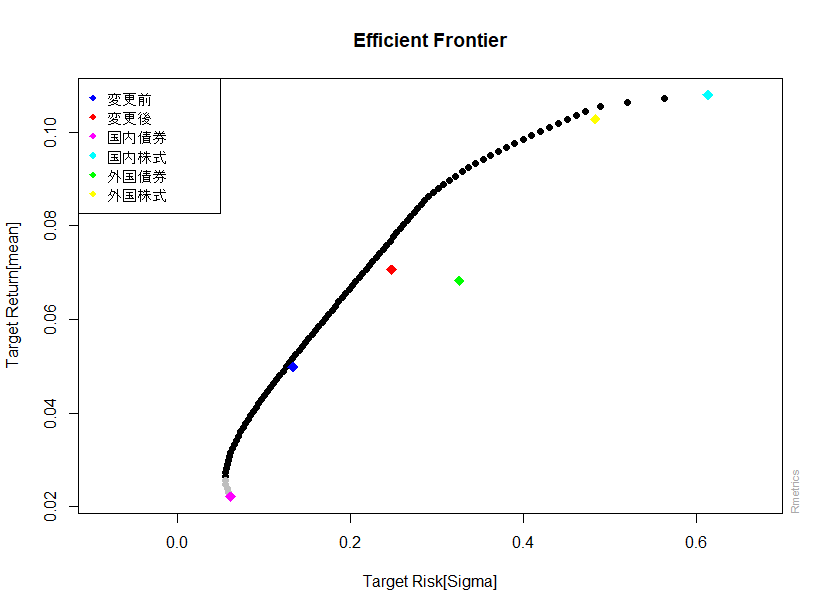 Efficient Frontier
変更前
変更後
国内債券
国内株式
外国債券
外国株式
Target Return[mean]
0.10
0.08
0.06
0.04
0.02
0.0
0.2
0.4
0.6
Target Risk[Sigma]
Rmetrics